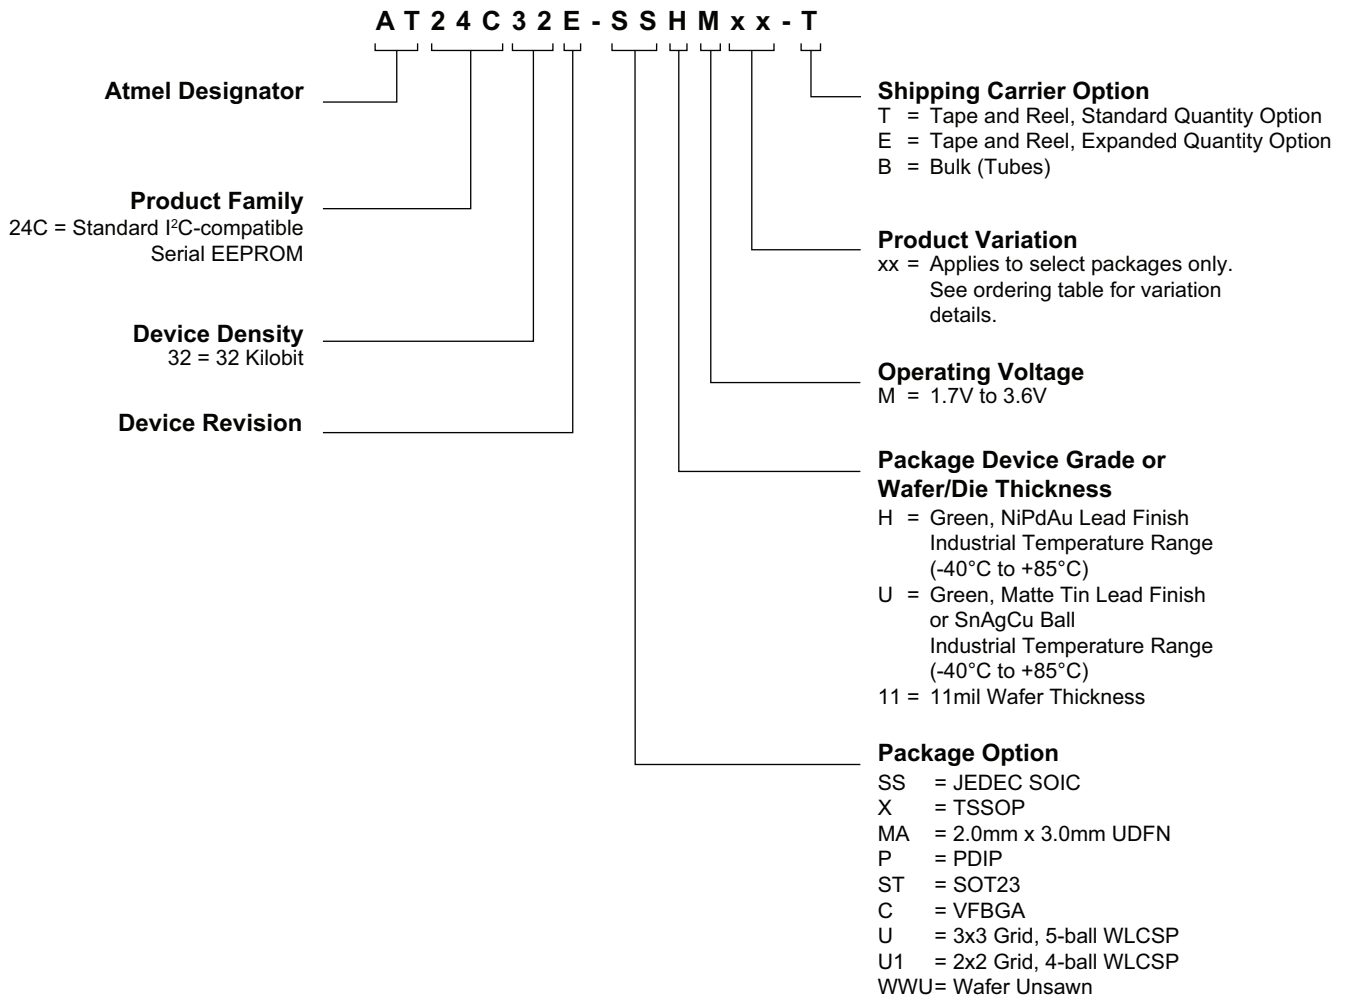 AT24C32E-SSHMxx-T
Atmel Designator
Product Family
24C = Standard I²C-compatible
Serial EEPROM
Device Density
32 = 32 Kilobit
Device Revision
Shipping Carrier Option
T = Tape and Reel, Standard Quantity Option
E = Tape and Reel, Expanded Quantity Option
B = Bulk (Tubes)
Product Variation
xx = Applies to select packages only.
See ordering table for variation
details.
Operating Voltage
M = 1.7V to 3.6V
Package Device Grade or
Wafer/Die Thickness
H = Green, NiPdAu Lead Finish
Industrial Temperature Range
(-40°C to +85°C)
U = Green, Matte Tin Lead Finish
or SnAgCu Ball
Industrial Temperature Range
(-40°C to +85°C)
11 = 11mil Wafer Thickness
Package Option
SS = JEDEC SOIC
X = TSSOP
MA = 2.0mm x 3.0mm UDFN
P = PDIP
ST = SOT23
C = VFBGA
U = 3x3 Grid, 5-ball WLCSP
U1 = 2x2 Grid, 4-ball WLCSP
WWU= Wafer Unsawn